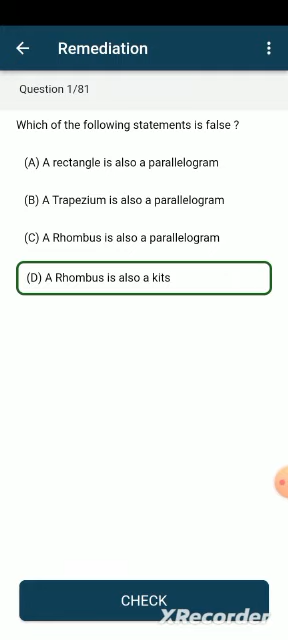 Remediation
Question 1/81
Which of the following statements is false ?
(A) A rectangle is also a parallelogram
(B) A Trapezium is also a parallelogram
(C) A Rhombus is also a parallelogram
(D) A Rhombus is also a kits
CHECK
XRecorder